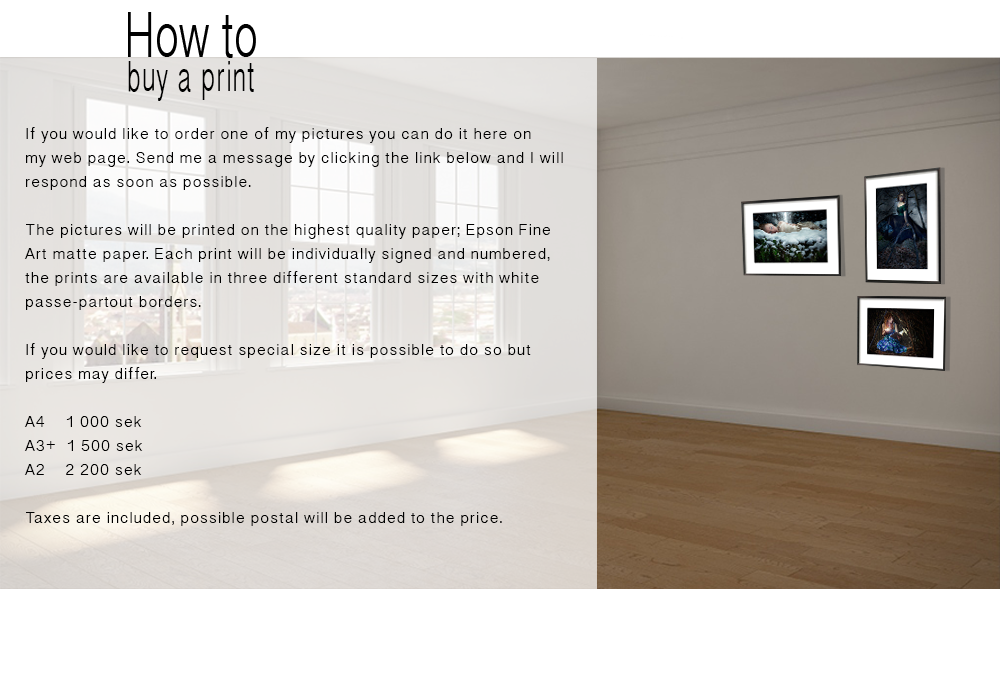 How to
buy a print
If you would like to order one of my pictures you can do it here on
my web page. Send me a message by clicking the link below and I will
respond as soon as possible.
The pictures will be printed on the highest quality paper; Epson Fine
Art matte paper. Each print will be individually signed and numbered,
the prints are available in three different standard sizes with white
passe-partout borders.
If you would like to request special size it is possible to do so but
prices may differ.
A4 1 000 sek
A3+ 1 500 sek
A2 2 200 sek
Taxes are included, possible postal will be added to the price.